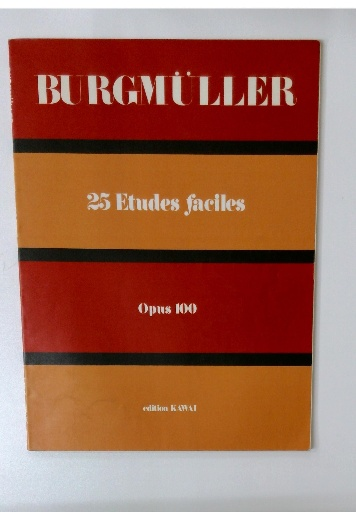 BURGMÜLLER
25 Etudes faciles
Opus 100
edition KAWAI